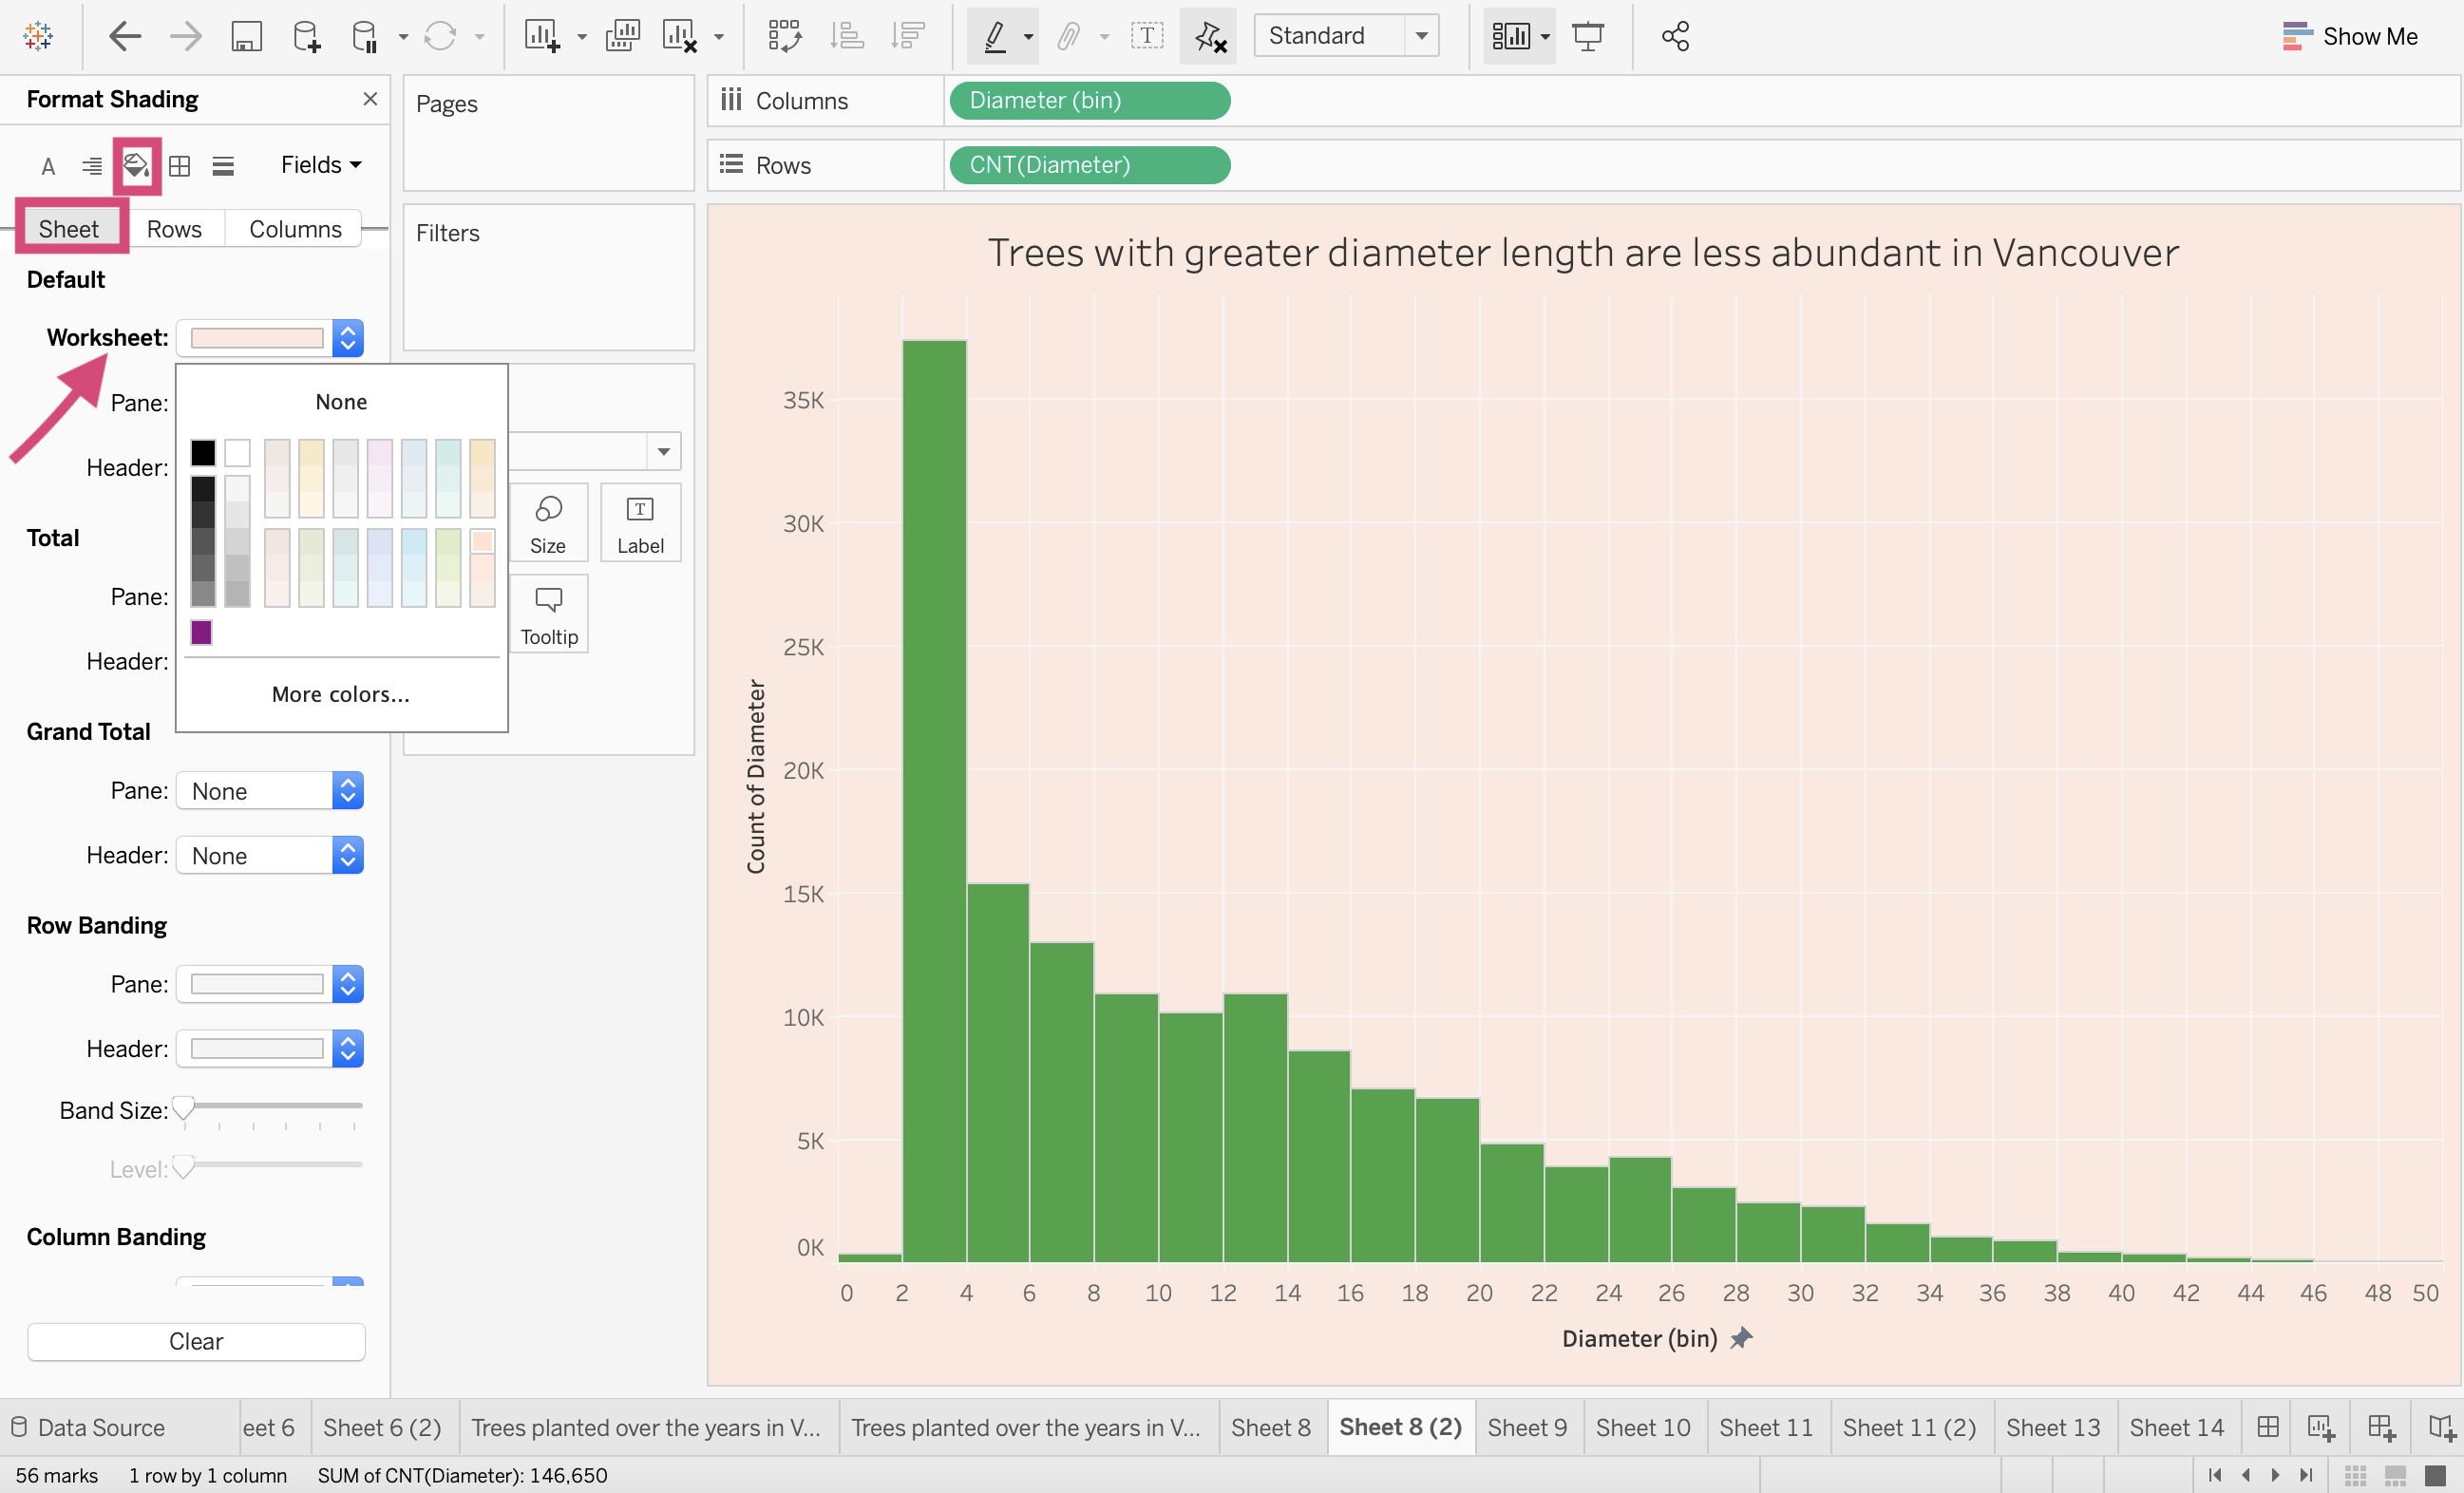 Standard
Show Me
Format Shading
A
Fields
Sheet
Rows
Columns
Default
Worksheet:
Pane:
Header:
None
More colors...
Total
Pane:
Header:
Grand Total
Pane: None
Header: None
Row Banding
Pane:
Header:
Band Size:
Level:
Column Banding
Clear
Pages
Filters
Size
T
Label
Tooltip
Columns
Diameter (bin)
Rows
CNT(Diameter)
Trees with greater diameter length are less abundant in Vancouver
Count of Diameter
35K
30K
25K
20K
15K
10K
5K
0K
0 2 4 6 8 10 12 14 16 18 20 22 24 26 28 30 32 34 36 38 40 42 44 46 48 50
Diameter (bin)
Data Source
eet 6
Sheet 6 (2)
Trees planted over the years in V...
Trees planted over the years in V...
Sheet 8
Sheet 8 (2)
Sheet 9
Sheet 10
Sheet 11
Sheet 11 (2)
Sheet 13
Sheet 14
56 marks
1 row by 1 column
SUM of CNT(Diameter): 146,650